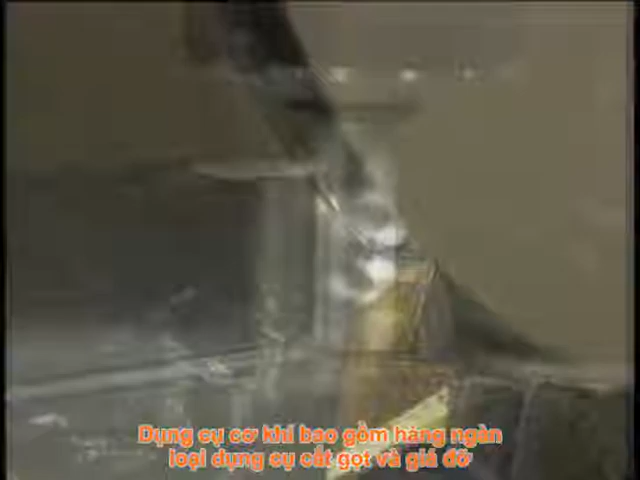 Dụng cụ cơ khí bao gồm hàng ngàn
loại dụng cụ cắt gọt và giá đỡ